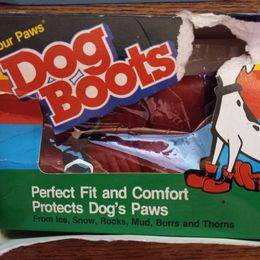 our Paws®
Dog
Boots
Perfect Fit and Comfort
Protects Dog's Paws
From Ice, Snow, Rocks, Mud, Burrs and Thorns